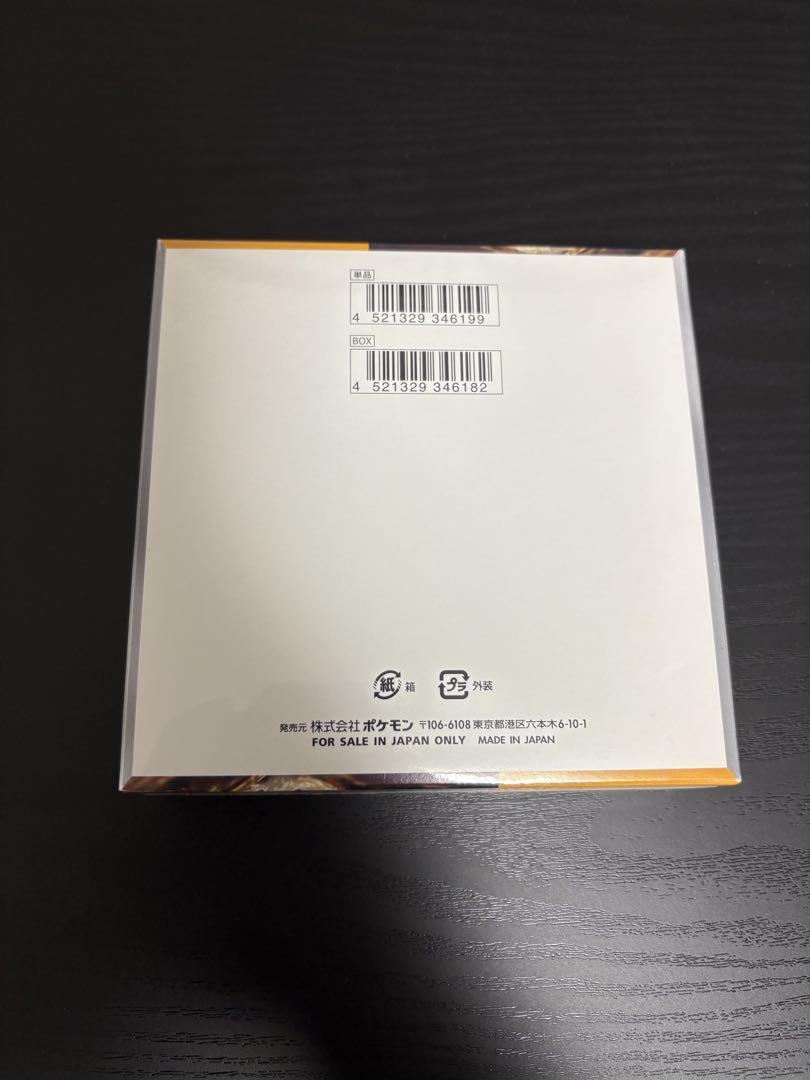 単品
4 521329 346199
BOX
4 521329 346182
紙 箱 プラ 外装
発売元 株式会社 ポケモン 〒106-6108 東京都港区六本木6-10-1
FOR SALE IN JAPAN ONLY MADE IN JAPAN